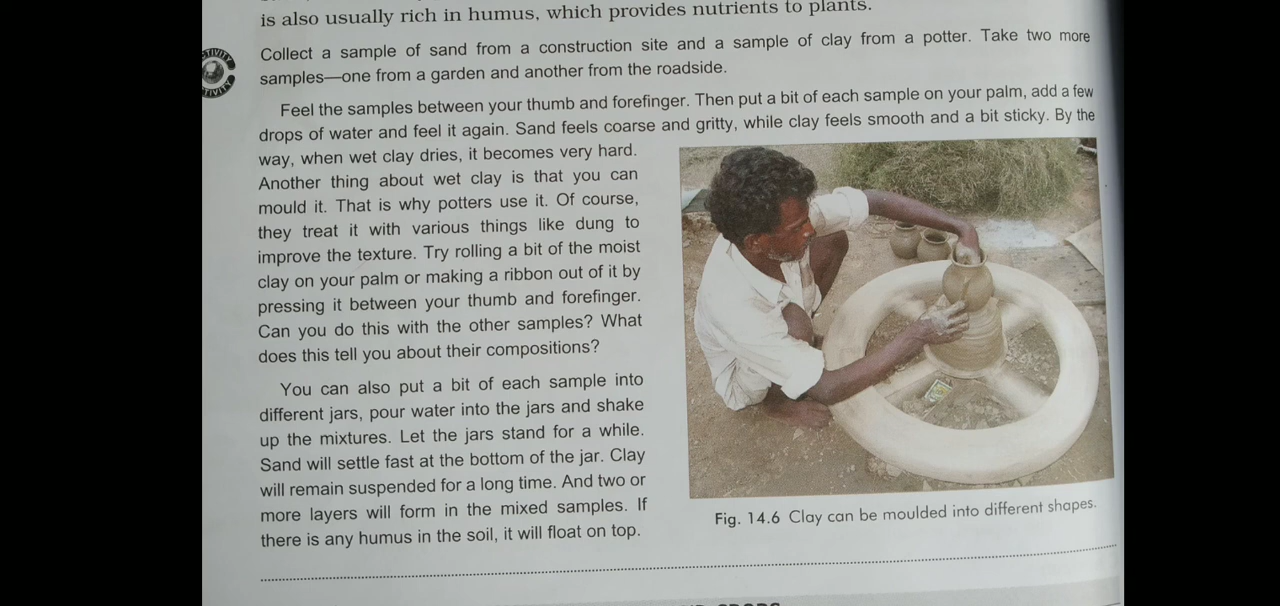 is also usually rich in humus, which provides nutrients to plants.
Collect a sample of sand from a construction site and a sample of clay from a potter. Take two more
samples—one from a garden and another from the roadside.
Feel the samples between your thumb and forefinger. Then put a bit of each sample on your palm, add a few
drops of water and feel it again. Sand feels coarse and gritty, while clay feels smooth and a bit sticky. By the
way, when wet clay dries, it becomes very hard.
Another thing about wet clay is that you can
mould it. That is why potters use it. Of course,
they treat it with various things like dung to
improve the texture. Try rolling a bit of the moist
clay on your palm or making a ribbon out of it by
pressing it between your thumb and forefinger.
Can you do this with the other samples? What
does this tell you about their compositions?
You can also put a bit of each sample into
different jars, pour water into the jars and shake
up the mixtures. Let the jars stand for a while.
Sand will settle fast at the bottom of the jar. Clay
will remain suspended for a long time. And two or
more layers will form in the mixed samples. If
there is any humus in the soil, it will float on top.
Fig. 14.6 Clay can be moulded into different shapes.